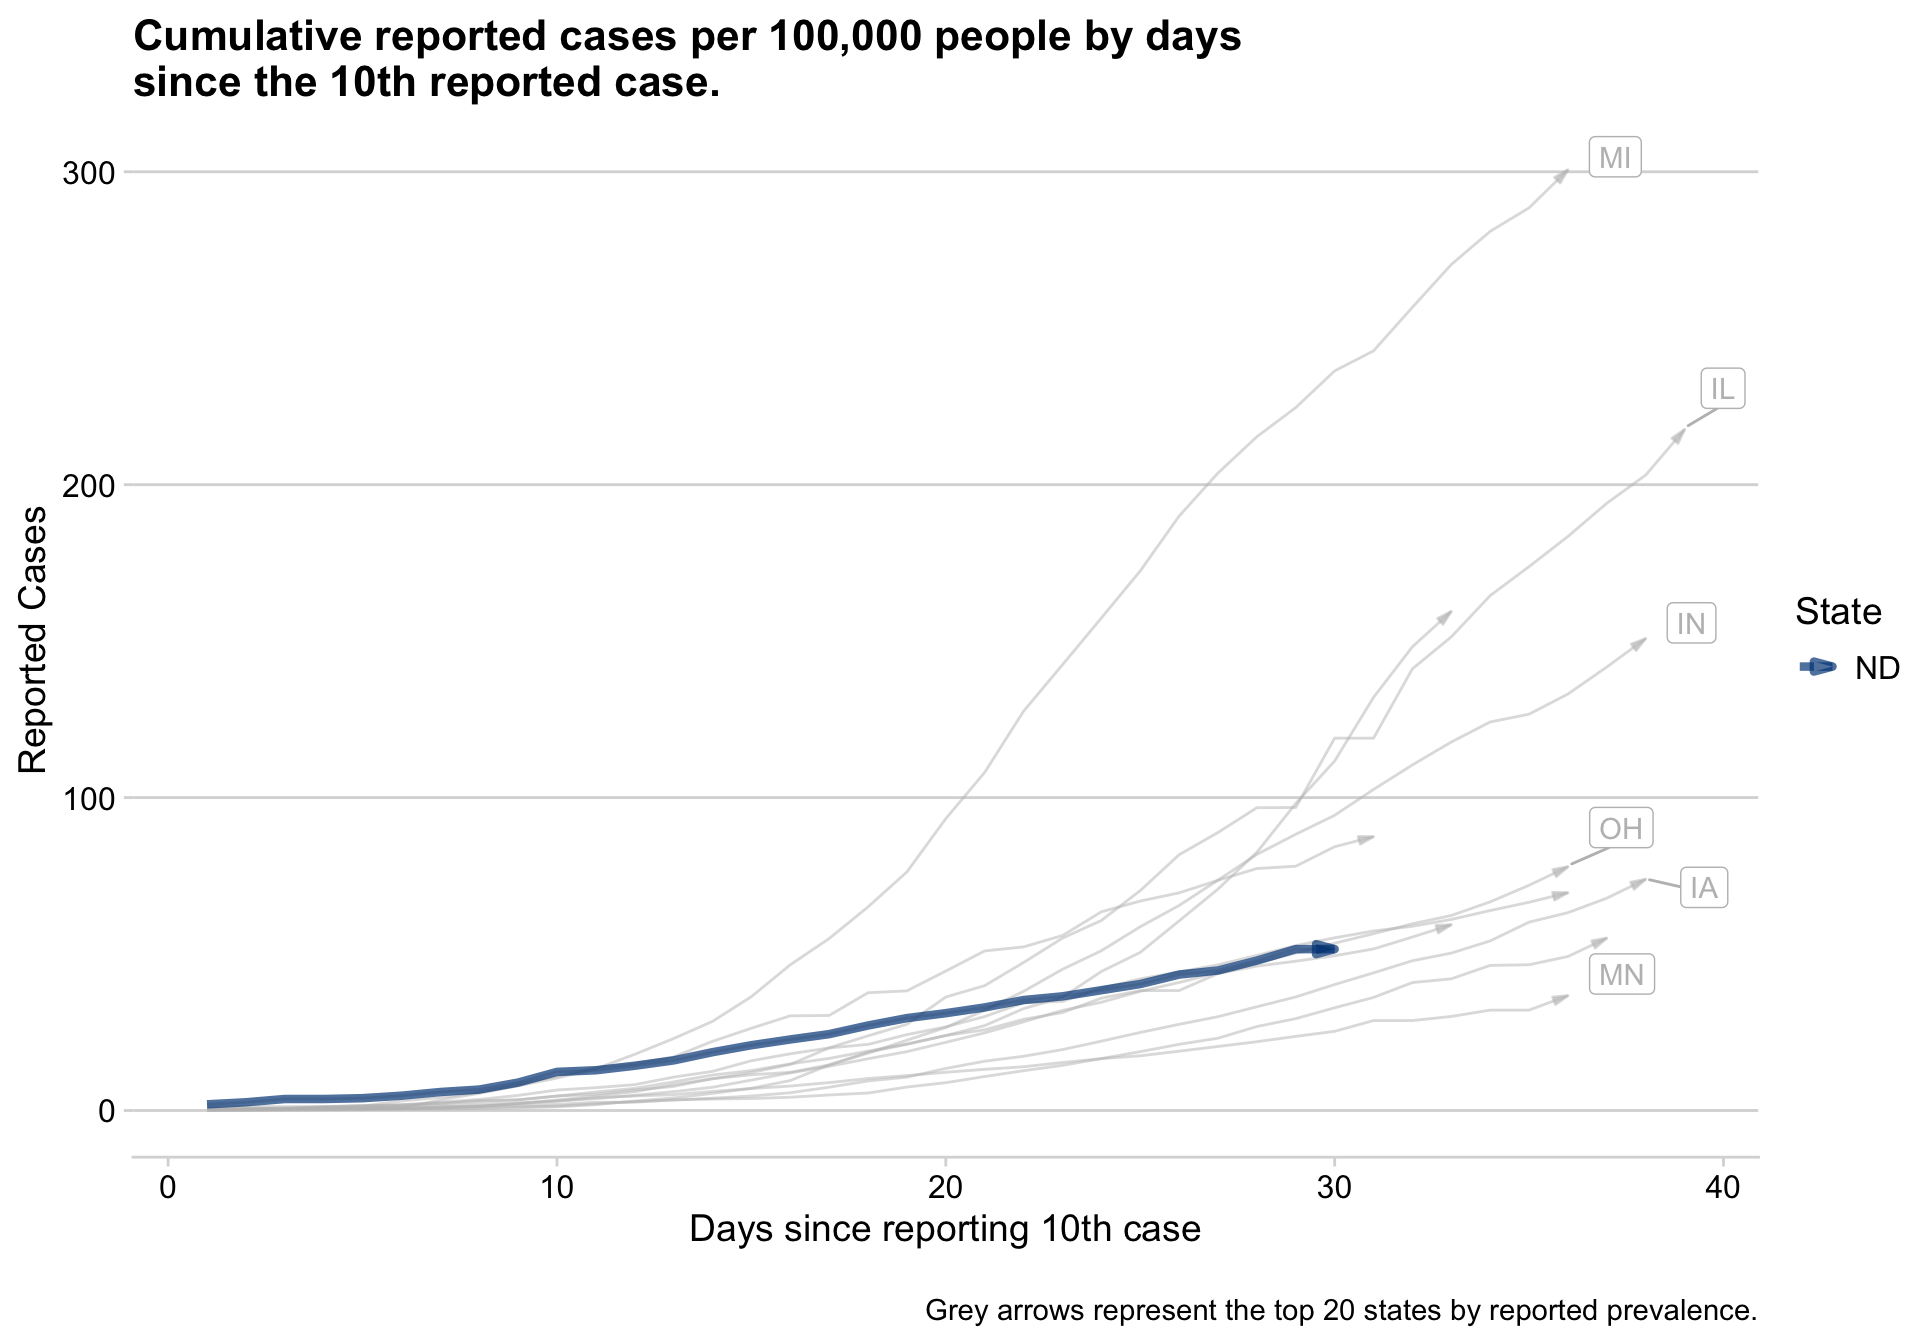 Cumulative reported cases per 100,000 people by days
since the 10th reported case.
300
200
100
0
Reported Cases
MI
IL
IN
OH
IA
MN
State
ND
0 10 20 30 40
Days since reporting 10th case
Grey arrows represent the top 20 states by reported prevalence.